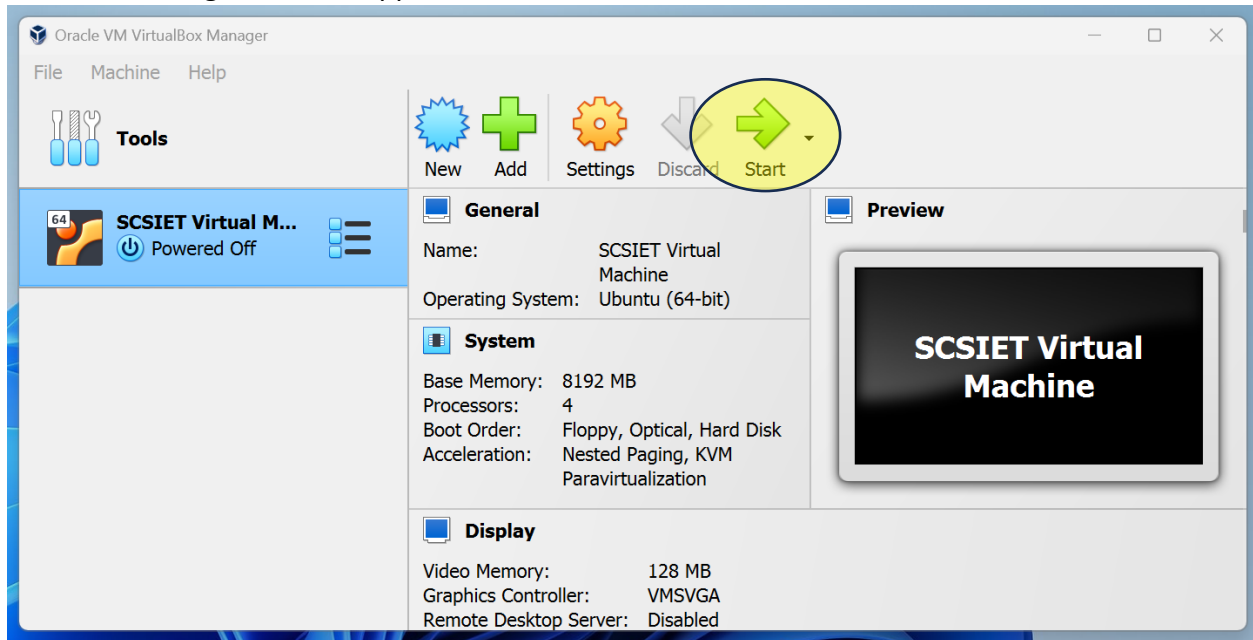 Oracle VM VirtualBox Manager
File Machine Help
Tools
New Add Settings Discard Start
64
SCSIET Virtual M...
Powered Off
General
Name: SCSIET Virtual
Machine
Operating System: Ubuntu (64-bit)
System
Base Memory: 8192 MB
Processors: 4
Boot Order: Floppy, Optical, Hard Disk
Acceleration: Nested Paging, KVM
Paravirtualization
Display
Video Memory: 128 MB
Graphics Controller: VMSVGA
Remote Desktop Server: Disabled
Preview
SCSIET Virtual
Machine